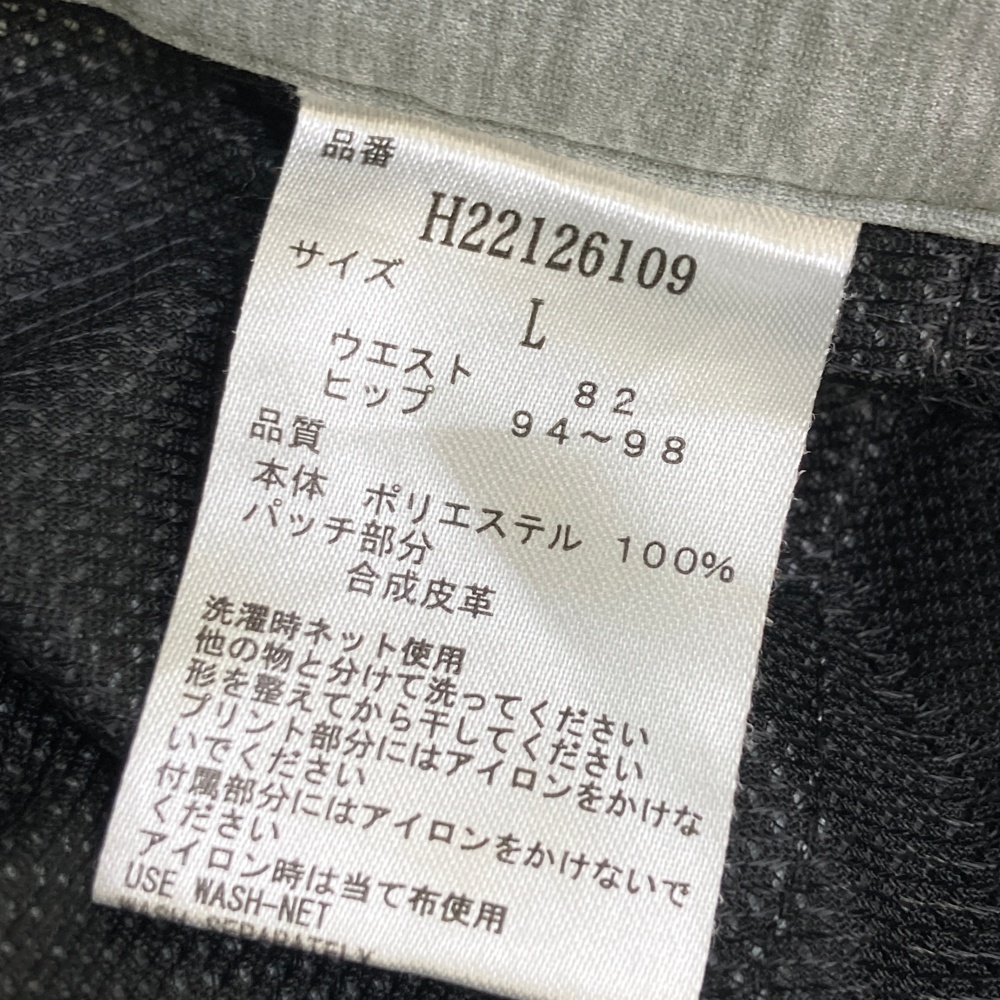 品番
H22126109
サイズ
L
ウエスト 82
ヒップ 94～98
品質
本体 ポリエステル 100%
パッチ部分
合成皮革
洗濯時ネット使用
他の物と分けて洗ってください
形を整えてから干してください
プリント部分にはアイロンをかけな
いでください
付属部分にはアイロンをかけないで
ください
アイロン時は当て布使用
USE WASH-NET
WASH SEPARATELY